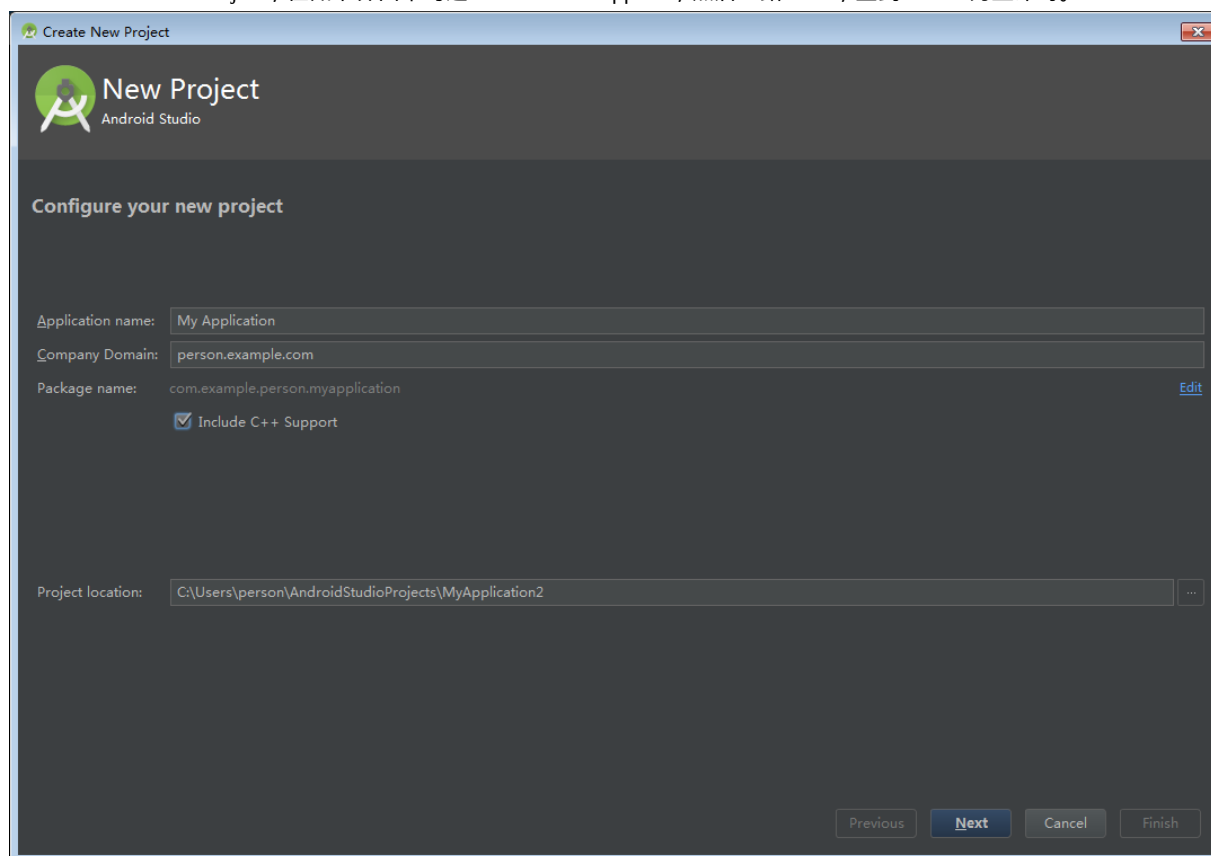 Create New Project
New Project
Android Studio
Configure your new project
Application name: My Application
Company Domain: person.example.com
Package name: com.example.person.myapplication Edit
Include C++ Support
Project location: C:\Users\person\AndroidStudioProjects\MyApplication2 ...
Previous Next Cancel Finish